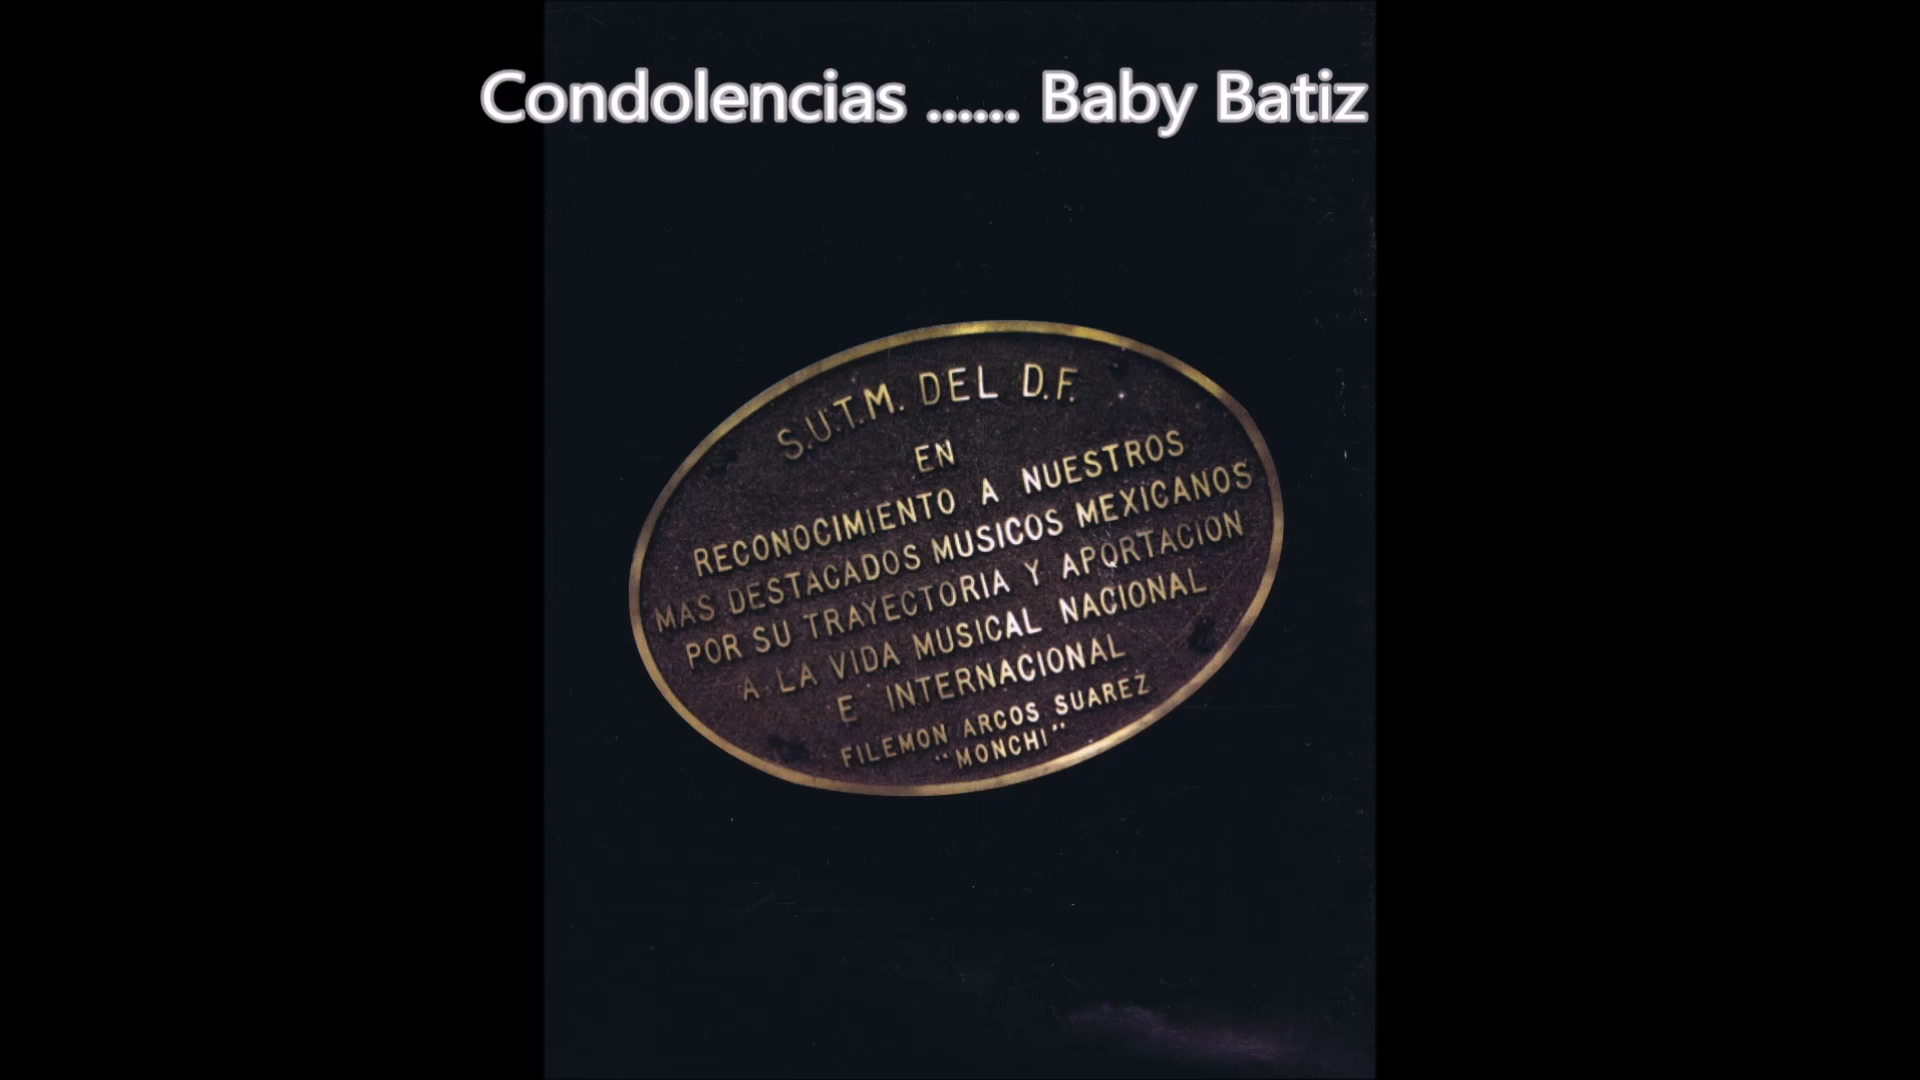 Condolencias ...... Baby Batiz
S.U.T.M. DEL D.F.
EN
RECONOCIMIENTO A NUESTROS
MAS DESTACADOS MUSICOS MEXICANOS
POR SU TRAYECTORIA Y APORTACION
A LA VIDA MUSICAL NACIONAL
E INTERNACIONAL
FILEMON ARCOS SUAREZ
"MONCHI"